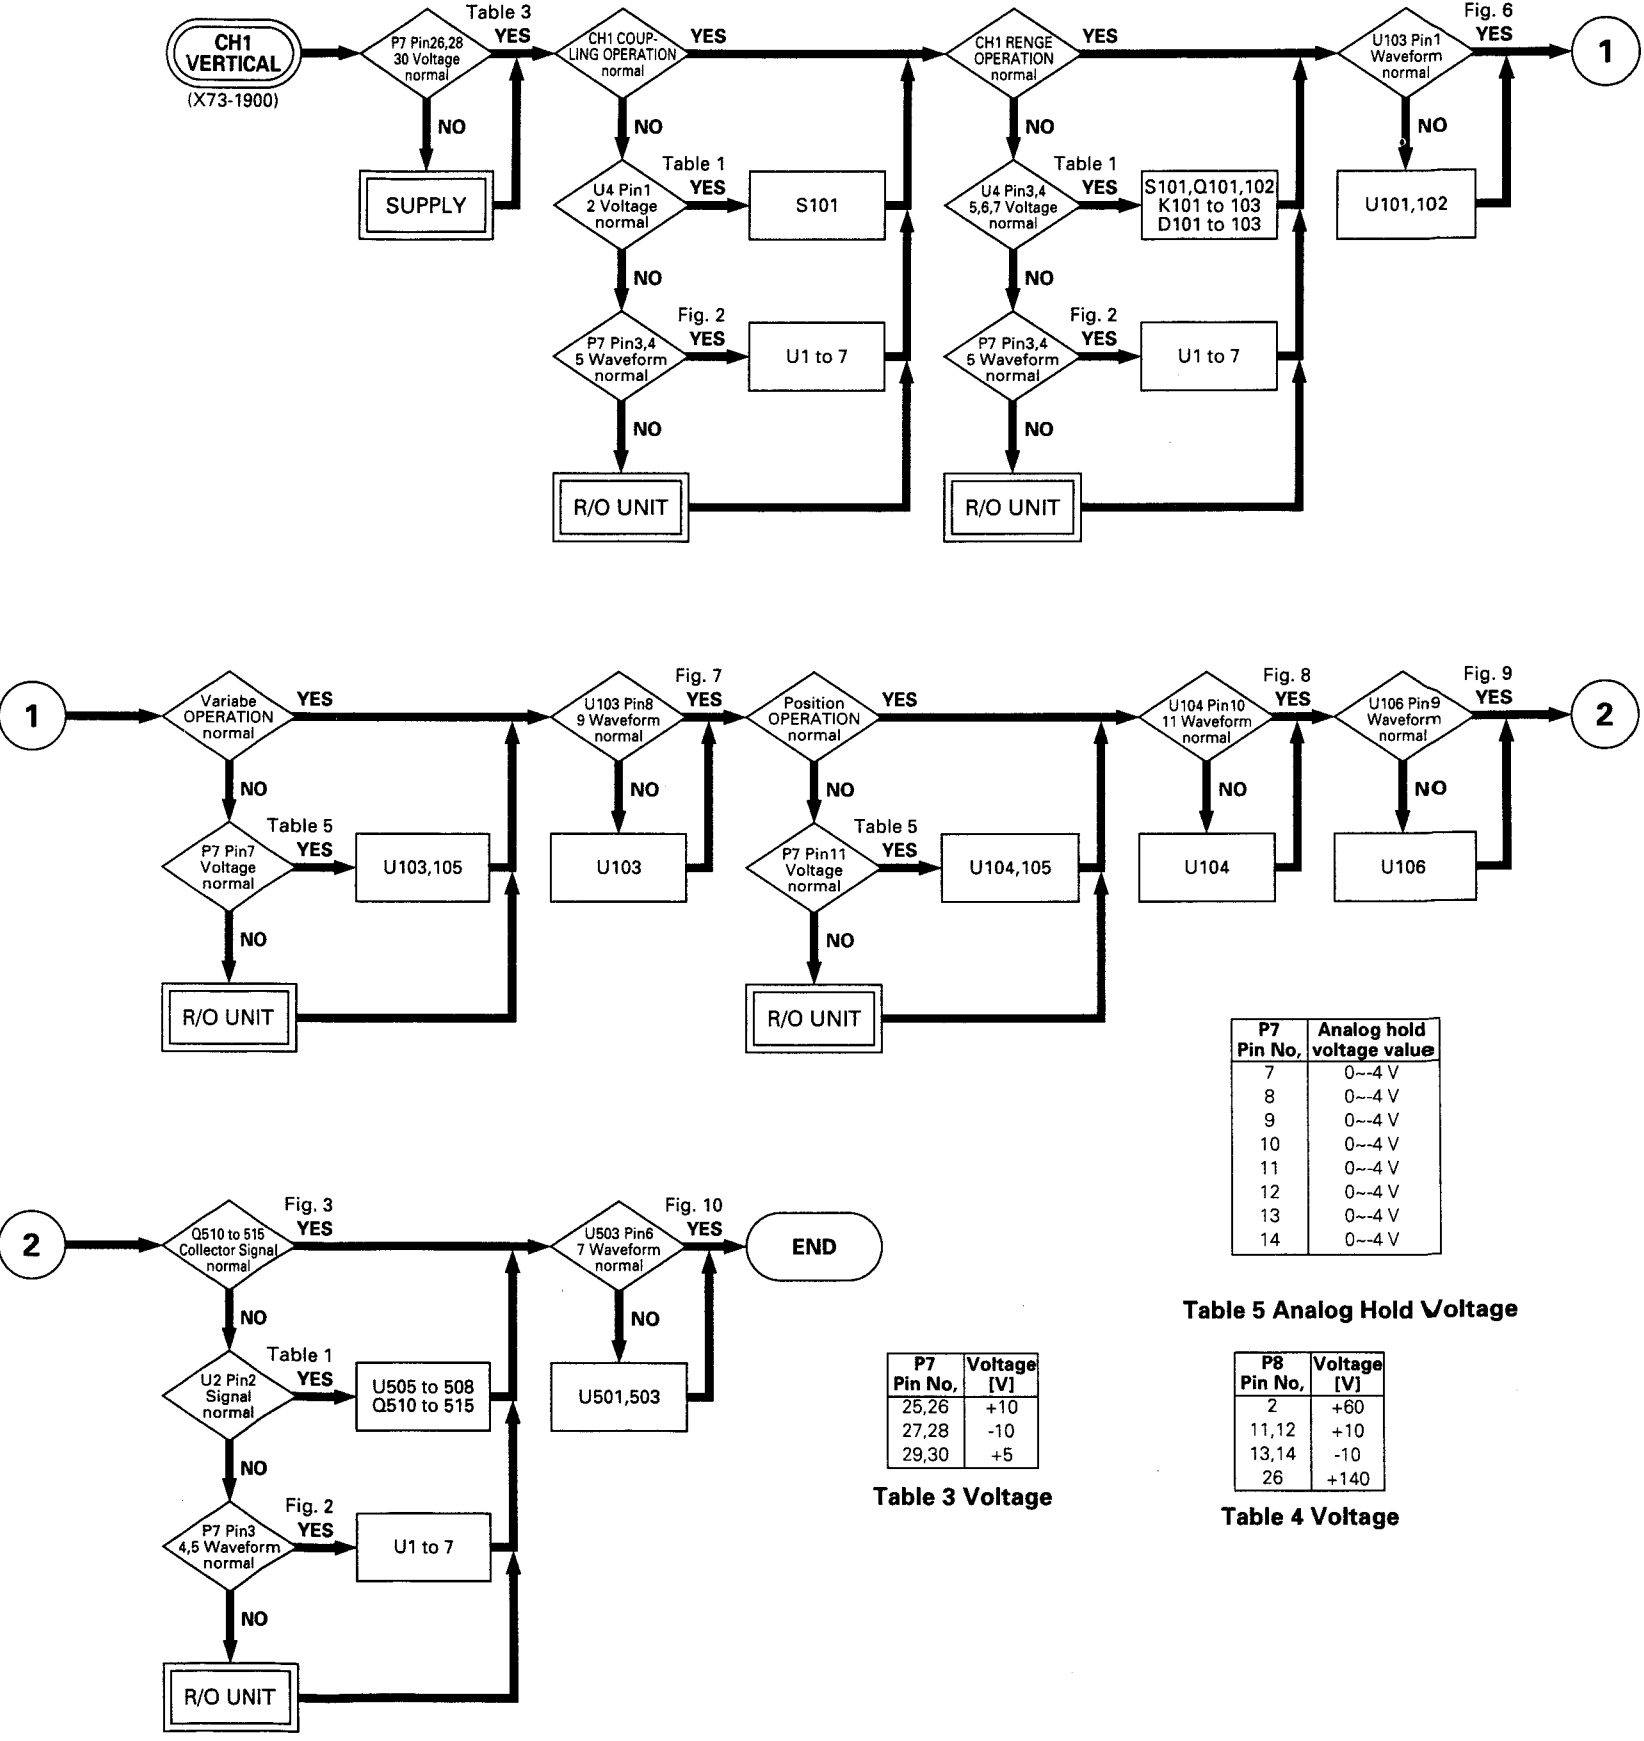 CH1
VERTICAL
(X73-1900)
P7 Pin26,28
30 Voltage
normal
Table 3
YES
NO
SUPPLY
CH1 COUP-
LING OPERATION
normal
YES
NO
U4 Pin1
2 Voltage
normal
Table 1
YES
S101
NO
P7 Pin3,4
5 Waveform
normal
Fig. 2
YES
U1 to 7
NO
R/O UNIT
CH1 RENGE
OPERATION
normal
YES
NO
U4 Pin3,4
5,6,7 Voltage
normal
Table 1
YES
S101,Q101,102
K101 to 103
D101 to 103
NO
P7 Pin3,4
5 Waveform
normal
Fig. 2
YES
U1 to 7
NO
R/O UNIT
U103 Pin1
Waveform
normal
Fig. 6
YES
NO
U101,102
1
1
Variabe
OPERATION
normal
YES
NO
P7 Pin7
Voltage
normal
Table 5
YES
U103,105
NO
R/O UNIT
U103 Pin8
9 Waveform
normal
Fig. 7
YES
NO
U103
Position
OPERATION
normal
YES
NO
P7 Pin11
Voltage
normal
Table 5
YES
U104,105
NO
R/O UNIT
U104 Pin10
11 Waveform
normal
Fig. 8
YES
NO
U104
U106 Pin9
Waveform
normal
Fig. 9
YES
NO
U106
2
P7 Pin No, Analog hold voltage value
7 0~-4 V
8 0~-4 V
9 0~-4 V
10 0~-4 V
11 0~-4 V
12 0~-4 V
13 0~-4 V
14 0~-4 V
Table 5 Analog Hold Voltage
2
Q510 to 515
Collector Signal
normal
Fig. 3
YES
NO
U2 Pin2
Signal
normal
Table 1
YES
U505 to 508
Q510 to 515
NO
P7 Pin3
4,5 Waveform
normal
Fig. 2
YES
U1 to 7
NO
R/O UNIT
U503 Pin6
7 Waveform
normal
Fig. 10
YES
NO
U501,503
END
P7 Pin No, Voltage [V]
25,26 +10
27,28 -10
29,30 +5
Table 3 Voltage
P8 Pin No, Voltage [V]
2 +60
11,12 +10
13,14 -10
26 +140
Table 4 Voltage